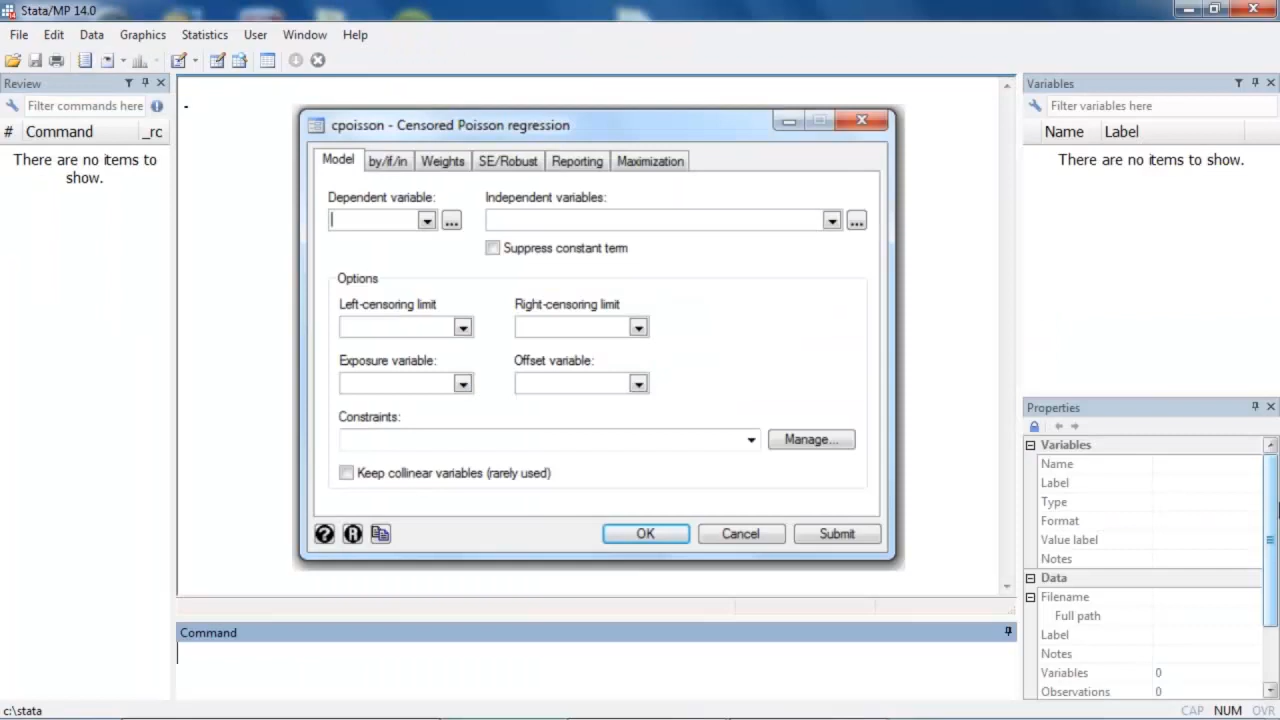 Stata/MP 14.0
File Edit Data Graphics Statistics User Window Help
Review
Filter commands here
# Command _rc
There are no items to
show.
-
cpoisson - Censored Poisson regression
Model by/if/in Weights SE/Robust Reporting Maximization
Dependent variable: Independent variables:
...
...
Suppress constant term
Options
Left-censoring limit Right-censoring limit
Exposure variable: Offset variable:
Constraints:
Manage...
Keep collinear variables (rarely used)
? R
OK Cancel Submit
Command
Variables
Filter variables here
Name Label
There are no items to show.
Properties
Variables
Name
Label
Type
Format
Value label
Notes
Data
Filename
Full path
Label
Notes
Variables 0
Observations 0
c:\stata
CAP NUM OVR